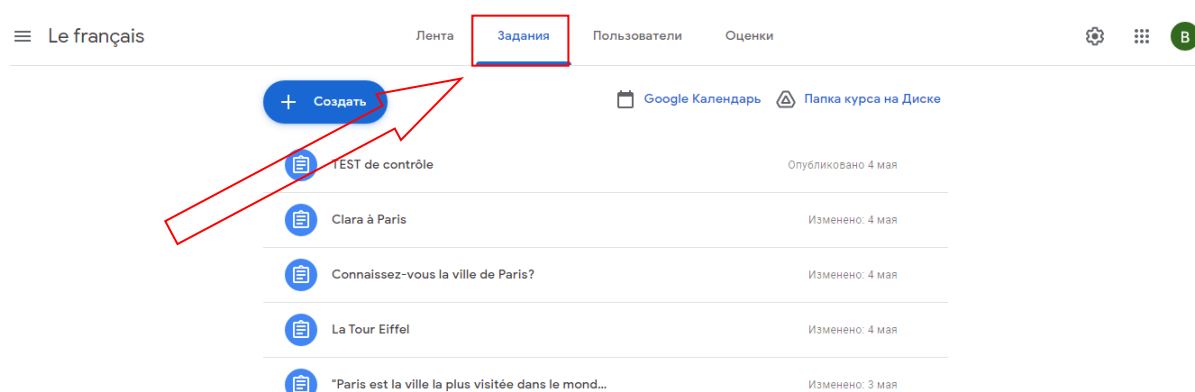 Le français
Лента Задания Пользователи Оценки
B
Создать
Google Календарь Папка курса на Диске
TEST de contrôle Опубликовано 4 мая
Clara à Paris Изменено: 4 мая
Connaissez-vous la ville de Paris? Изменено: 4 мая
La Tour Eiffel Изменено: 4 мая
"Paris est la ville la plus visitée dans le mond... Изменено: 3 мая